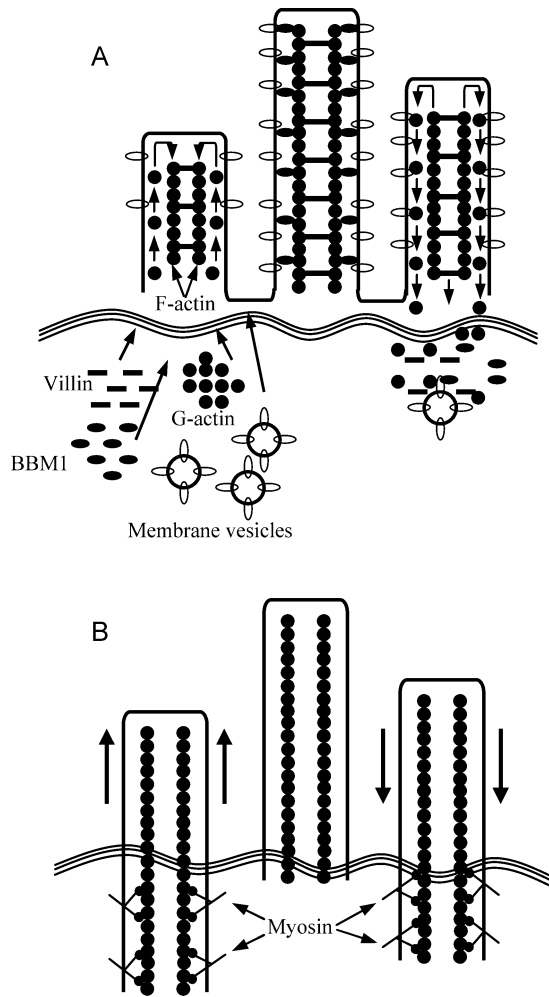 A
F-actin
Villin
G-actin
BBM1
Membrane vesicles
B
Myosin